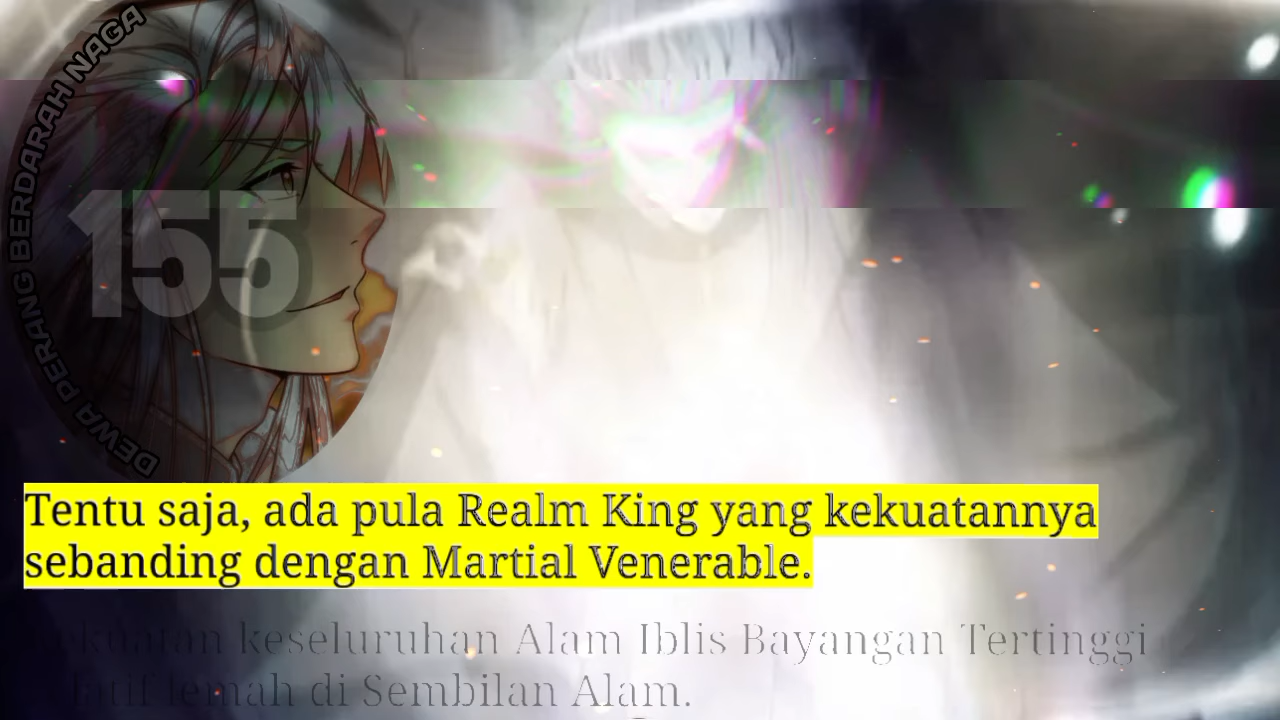 DEWA PERANG BERDARAH NAGA
155
Tentu saja, ada pula Realm King yang kekuatannya
sebanding dengan Martial Venerable.
keseluruhan Alam Iblis Bayangan Tertinggi
lemah di Sembilan Alam.